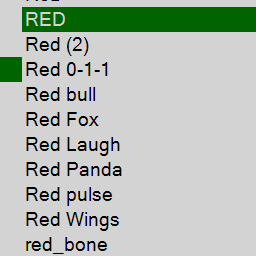 RED
Red (2)
Red 0-1-1
Red bull
Red Fox
Red Laugh
Red Panda
Red pulse
Red Wings
red_bone